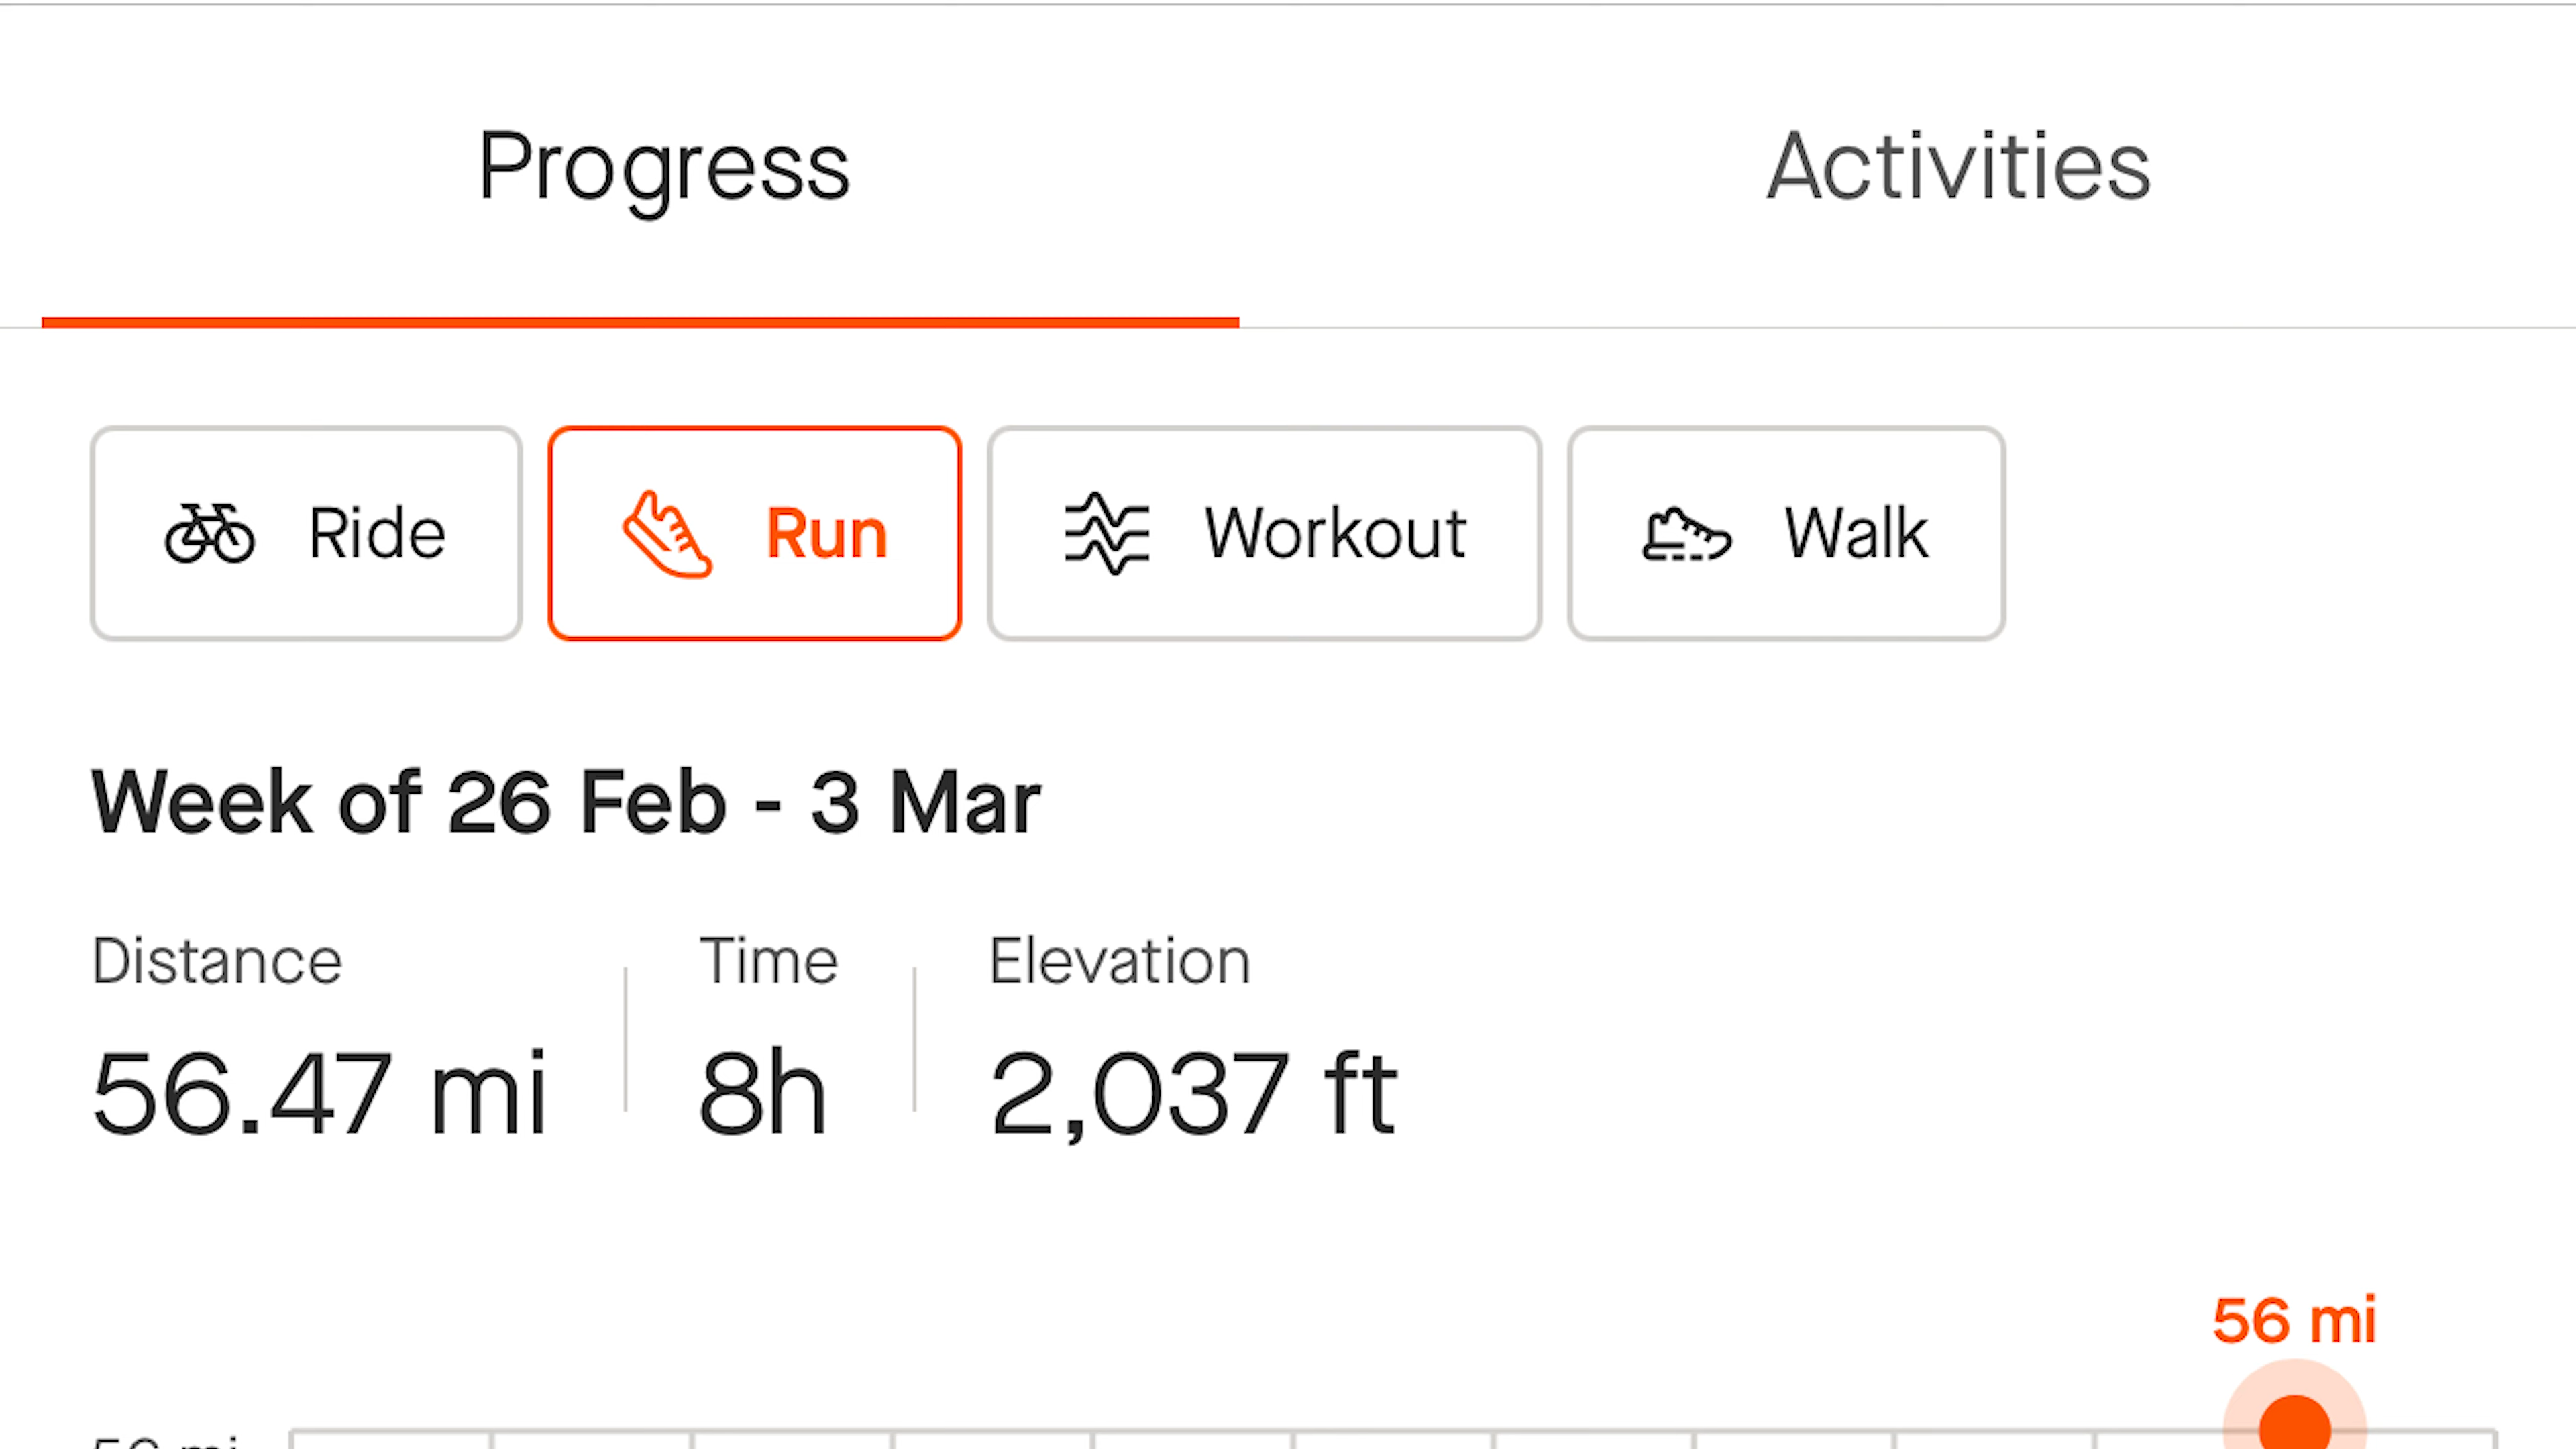 Progress
Activities
Ride
Run
Workout
Walk
Week of 26 Feb - 3 Mar
Distance
Time
Elevation
56.47 mi
8h
2,037 ft
56 mi
mi